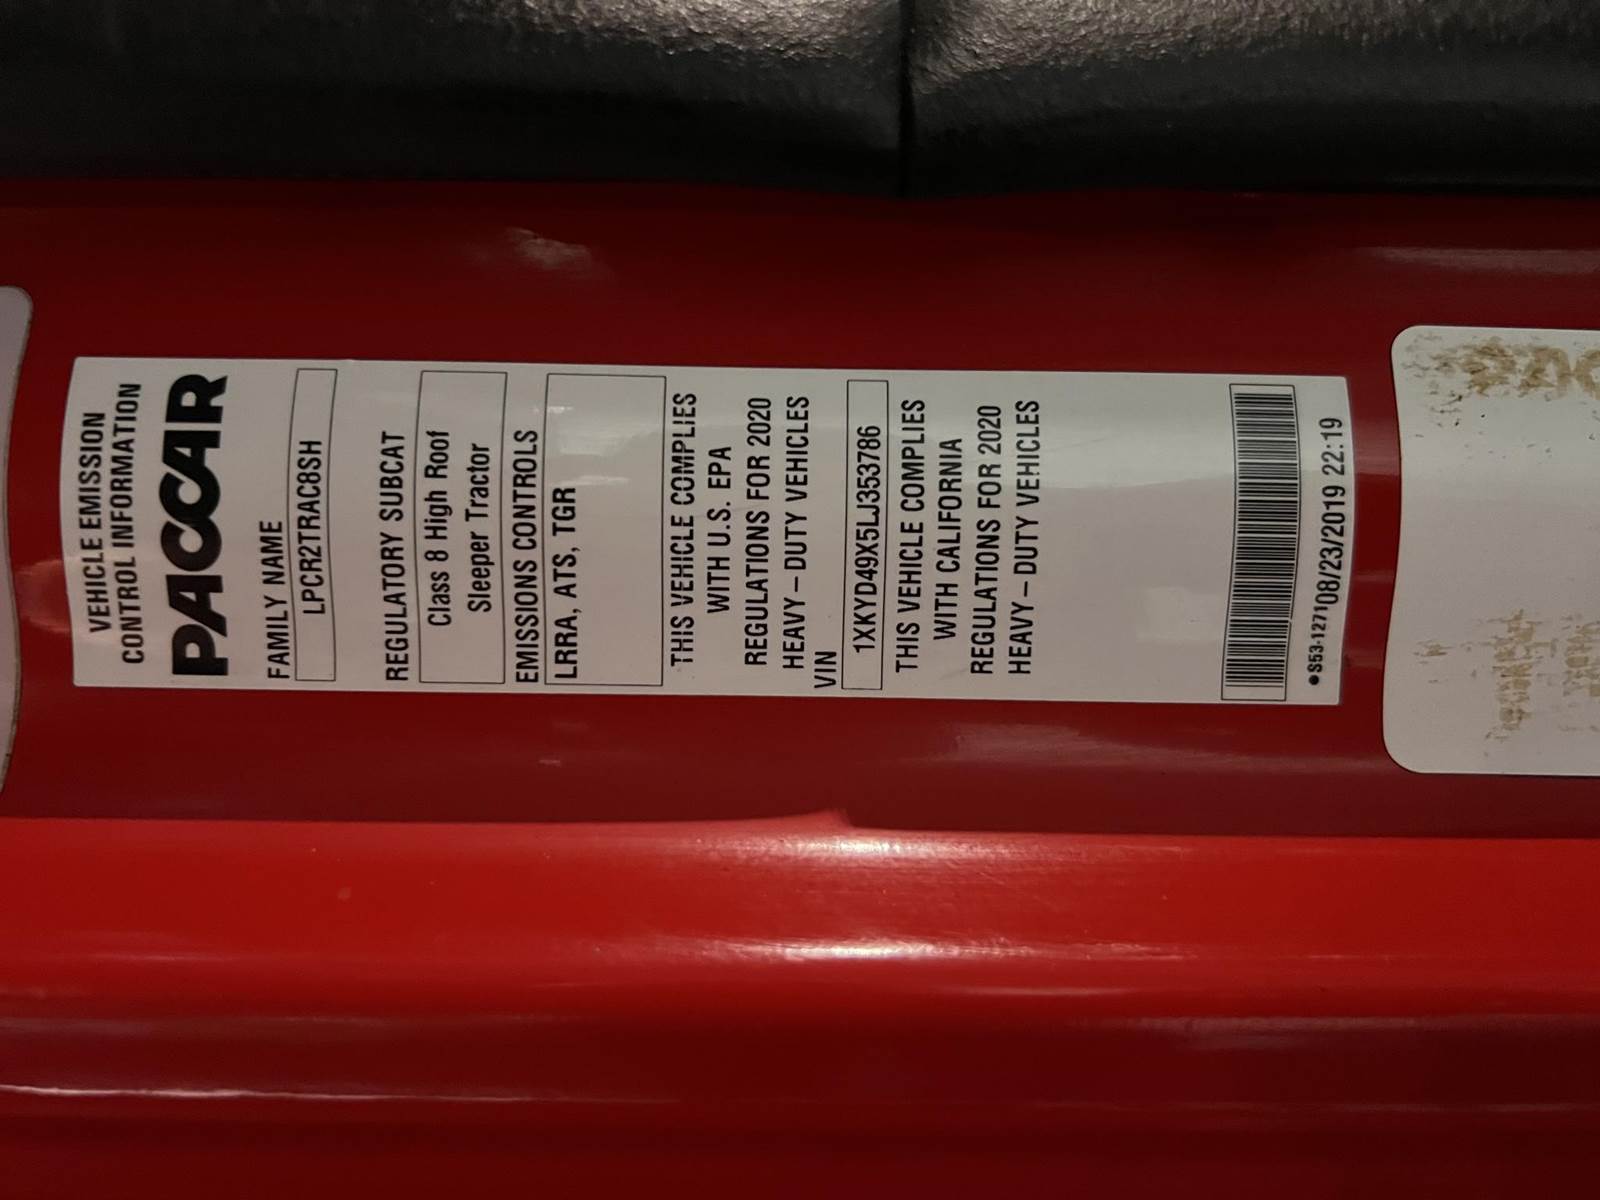 VEHICLE EMISSION
CONTROL INFORMATION
PACCAR
FAMILY NAME
LPCR2TRAC8SH
REGULATORY SUBCAT
Class 8 High Roof
Sleeper Tractor
EMISSIONS CONTROLS
LRRA, ATS, TGR
THIS VEHICLE COMPLIES
WITH U.S. EPA
REGULATIONS FOR 2020
HEAVY-DUTY VEHICLES
VIN
1XKYD49X5LJ353786
THIS VEHICLE COMPLIES
WITH CALIFORNIA
REGULATIONS FOR 2020
HEAVY-DUTY VEHICLES
•S53-1271 08/23/2019 22:19